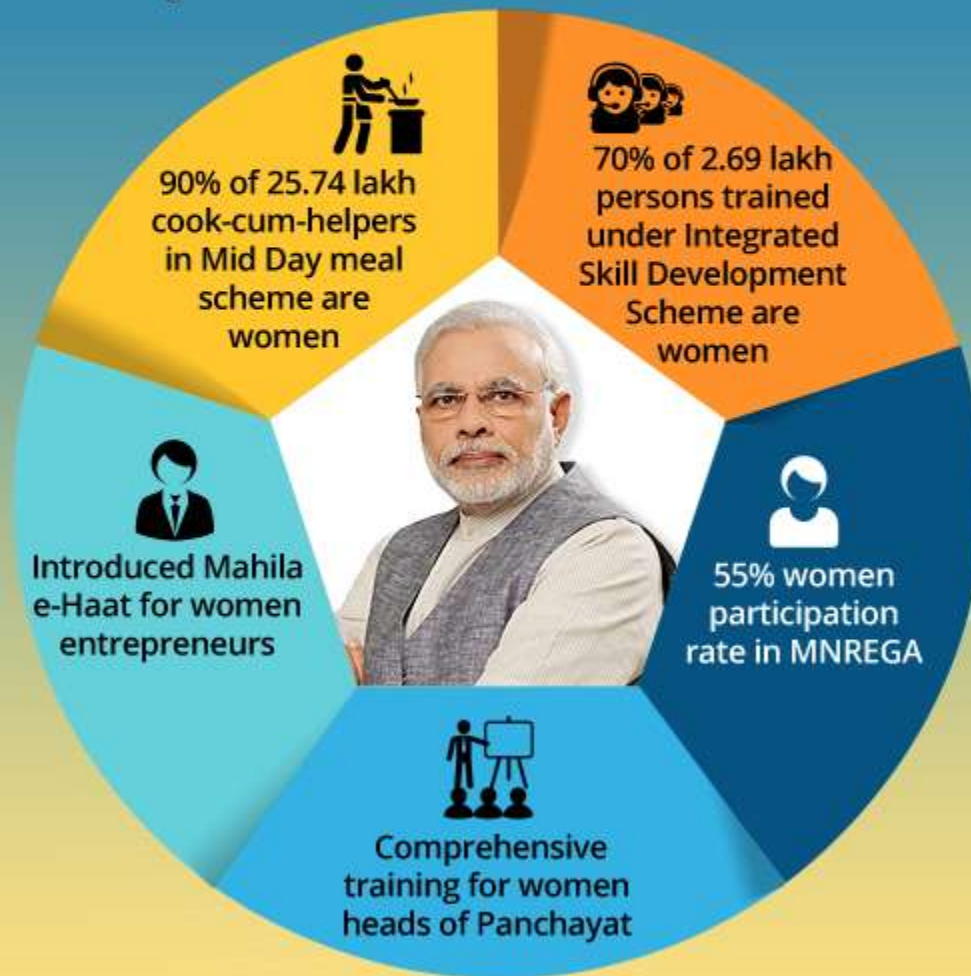 90% of 25.74 lakh
cook-cum-helpers
in Mid Day meal
scheme are
women
70% of 2.69 lakh
persons trained
under Integrated
Skill Development
Scheme are
women
Introduced Mahila
e-Haat for women
entrepreneurs
55% women
participation
rate in MNREGA
Comprehensive
training for women
heads of Panchayat